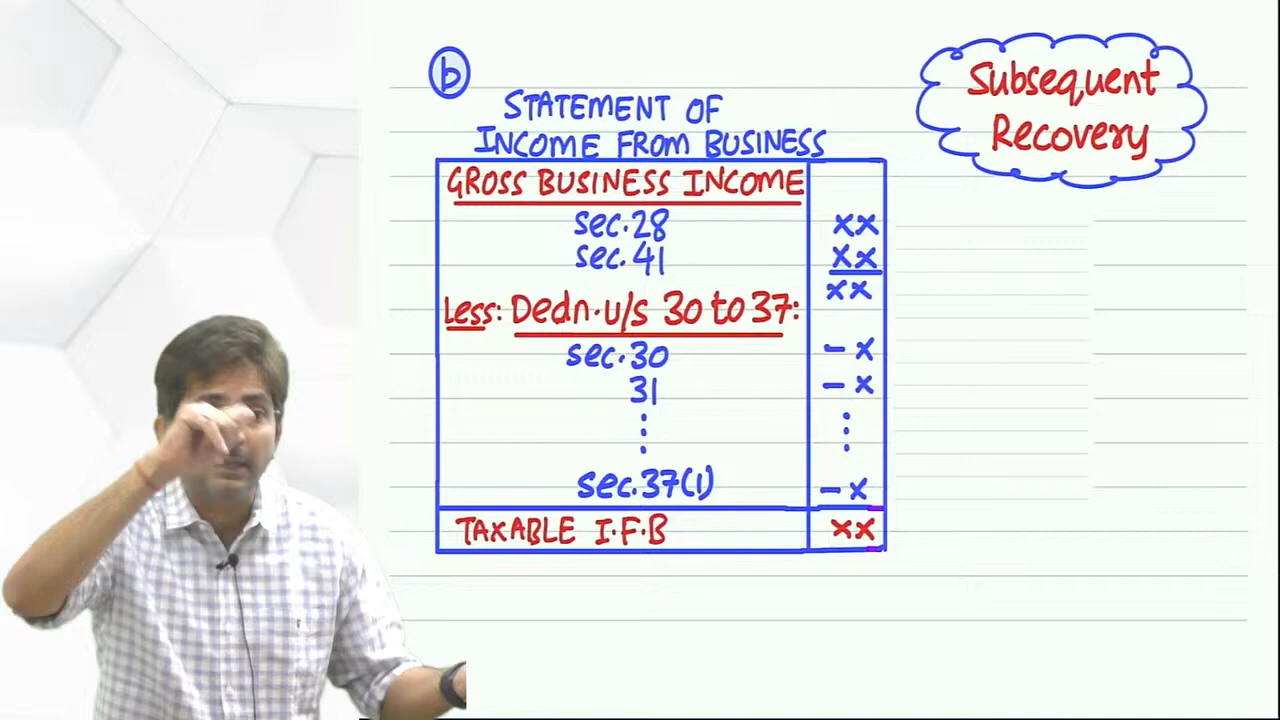 b
STATEMENT OF
INCOME FROM BUSINESS
GROSS BUSINESS INCOME
sec.28 xx
sec.41 xx
xx
Less: Dedn.u/s 30 to 37:
sec.30 - x
31 - x
sec.37(1) - x
TAXABLE I.F.B xx
Subsequent
Recovery